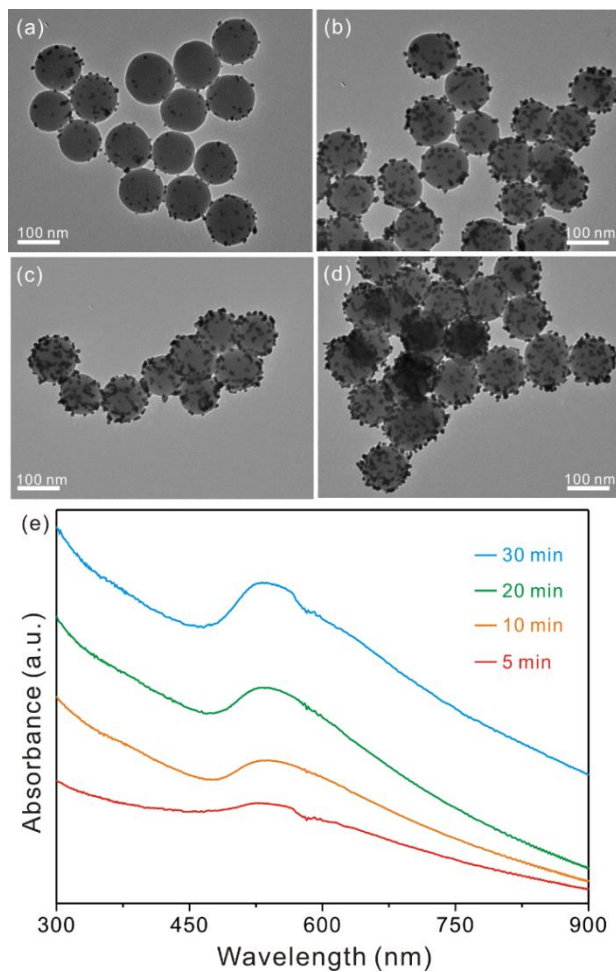 (a)
100 nm
(b)
100 nm
(c)
100 nm
(d)
100 nm
(e)
30 min
20 min
10 min
5 min
Absorbance (a.u.)
300 450 600 750 900
Wavelength (nm)